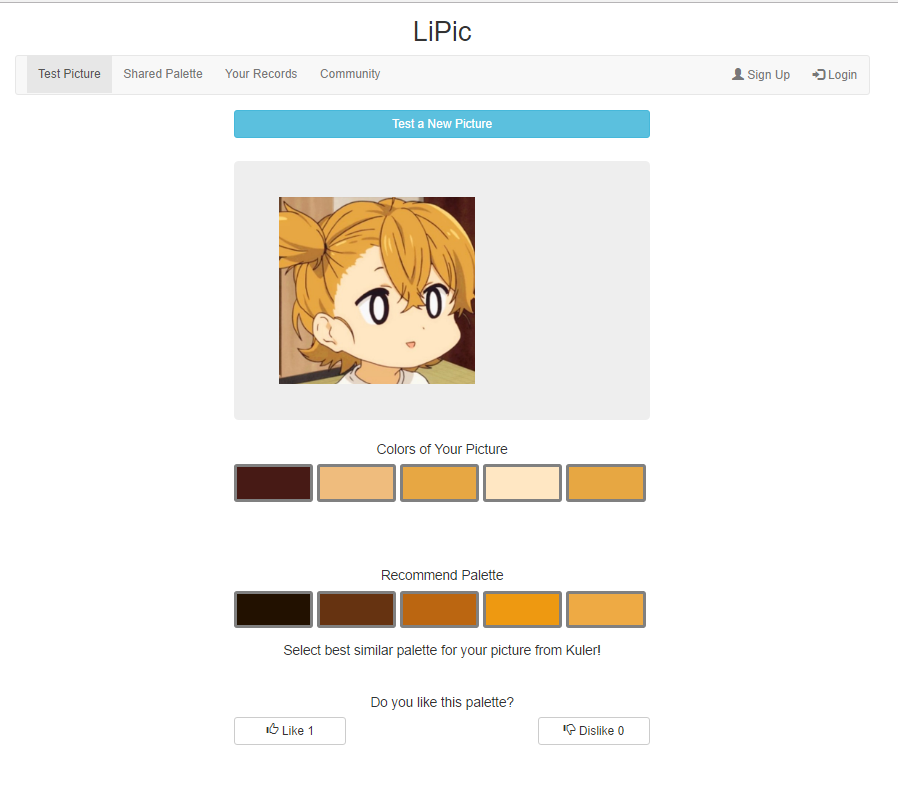 LiPic
Test Picture Shared Palette Your Records Community Sign Up Login
Test a New Picture
Colors of Your Picture
Recommend Palette
Select best similar palette for your picture from Kuler!
Do you like this palette?
Like 1 Dislike 0